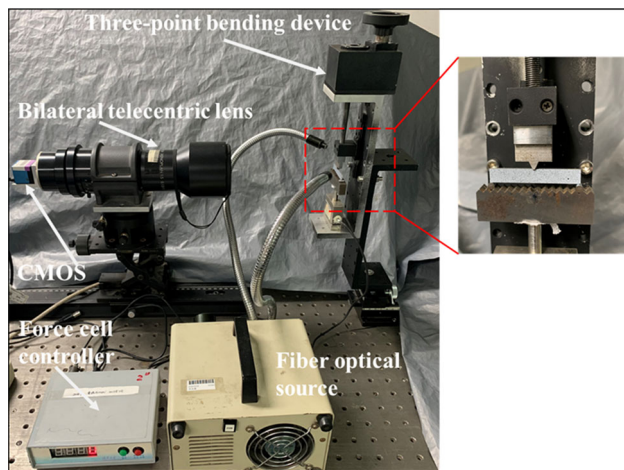 Three-point bending device
Bilateral telecentric lens
CMOS
Force cell
controller
Fiber optical
source